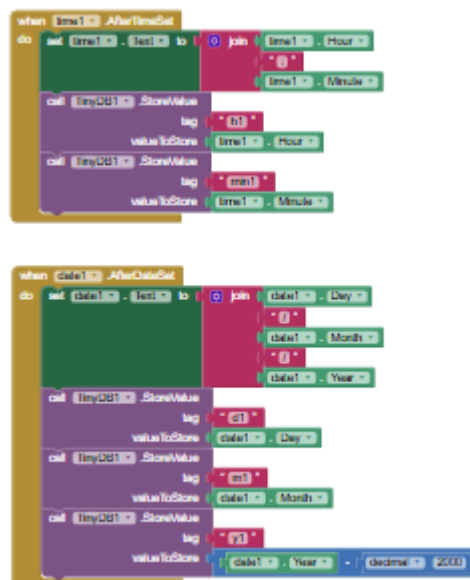 when time1 .AfterTimeSet
do set time1 . Text to join time1 . Hour
" : "
time1 . Minute
call TinyDB1 .StoreValue
tag " h1 "
valueToStore time1 . Hour
call TinyDB1 .StoreValue
tag " min1 "
valueToStore time1 . Minute
when date1 .AfterDateSet
do set date1 . Text to join date1 . Day
" / "
date1 . Month
" / "
date1 . Year
call TinyDB1 .StoreValue
tag " d1 "
valueToStore date1 . Day
call TinyDB1 .StoreValue
tag " m1 "
valueToStore date1 . Month
call TinyDB1 .StoreValue
tag " y1 "
valueToStore date1 . Year - decimal 2000